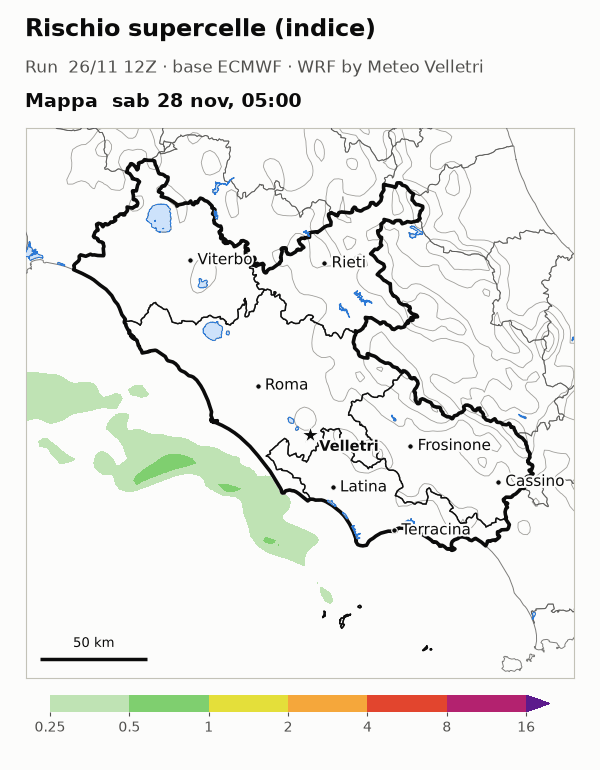 Rischio supercelle (indice)
Run  26/11 12Z · base ECMWF · WRF by Meteo Velletri
Mappa  sab 28 nov, 05:00
Viterbo
Rieti
Roma
Velletri
Frosinone
Latina
Cassino
Terracina
50 km
0.25 0.5 1 2 4 8 16